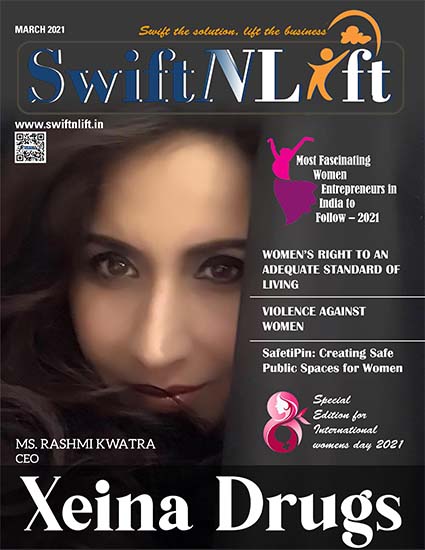 MARCH 2021
Swift the solution, lift the business
SwiftNLift
www.swiftnlift.in
Most Fascinating
Women
Entrepreneurs in
India to
Follow – 2021
WOMEN'S RIGHT TO AN
ADEQUATE STANDARD OF
LIVING
VIOLENCE AGAINST
WOMEN
SafetiPin: Creating Safe
Public Spaces for Women
Special
Edition for
International
womens day 2021
MS. RASHMI KWATRA
CEO
Xeina Drugs